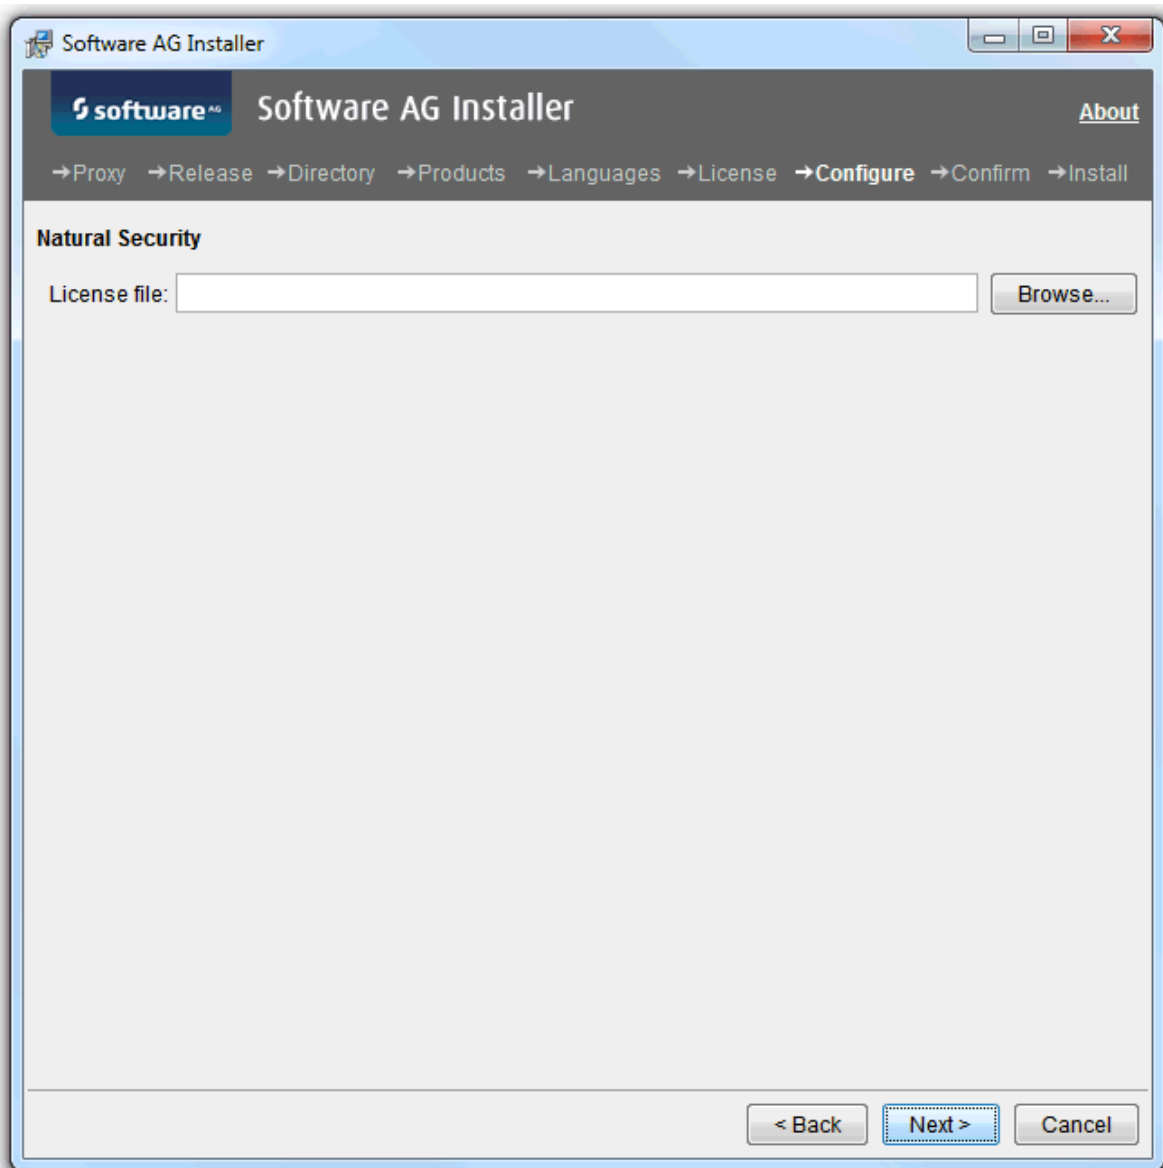 Software AG Installer
software AG Software AG Installer About
→Proxy →Release →Directory →Products →Languages →License →Configure →Confirm →Install
Natural Security
License file: Browse...
< Back Next > Cancel